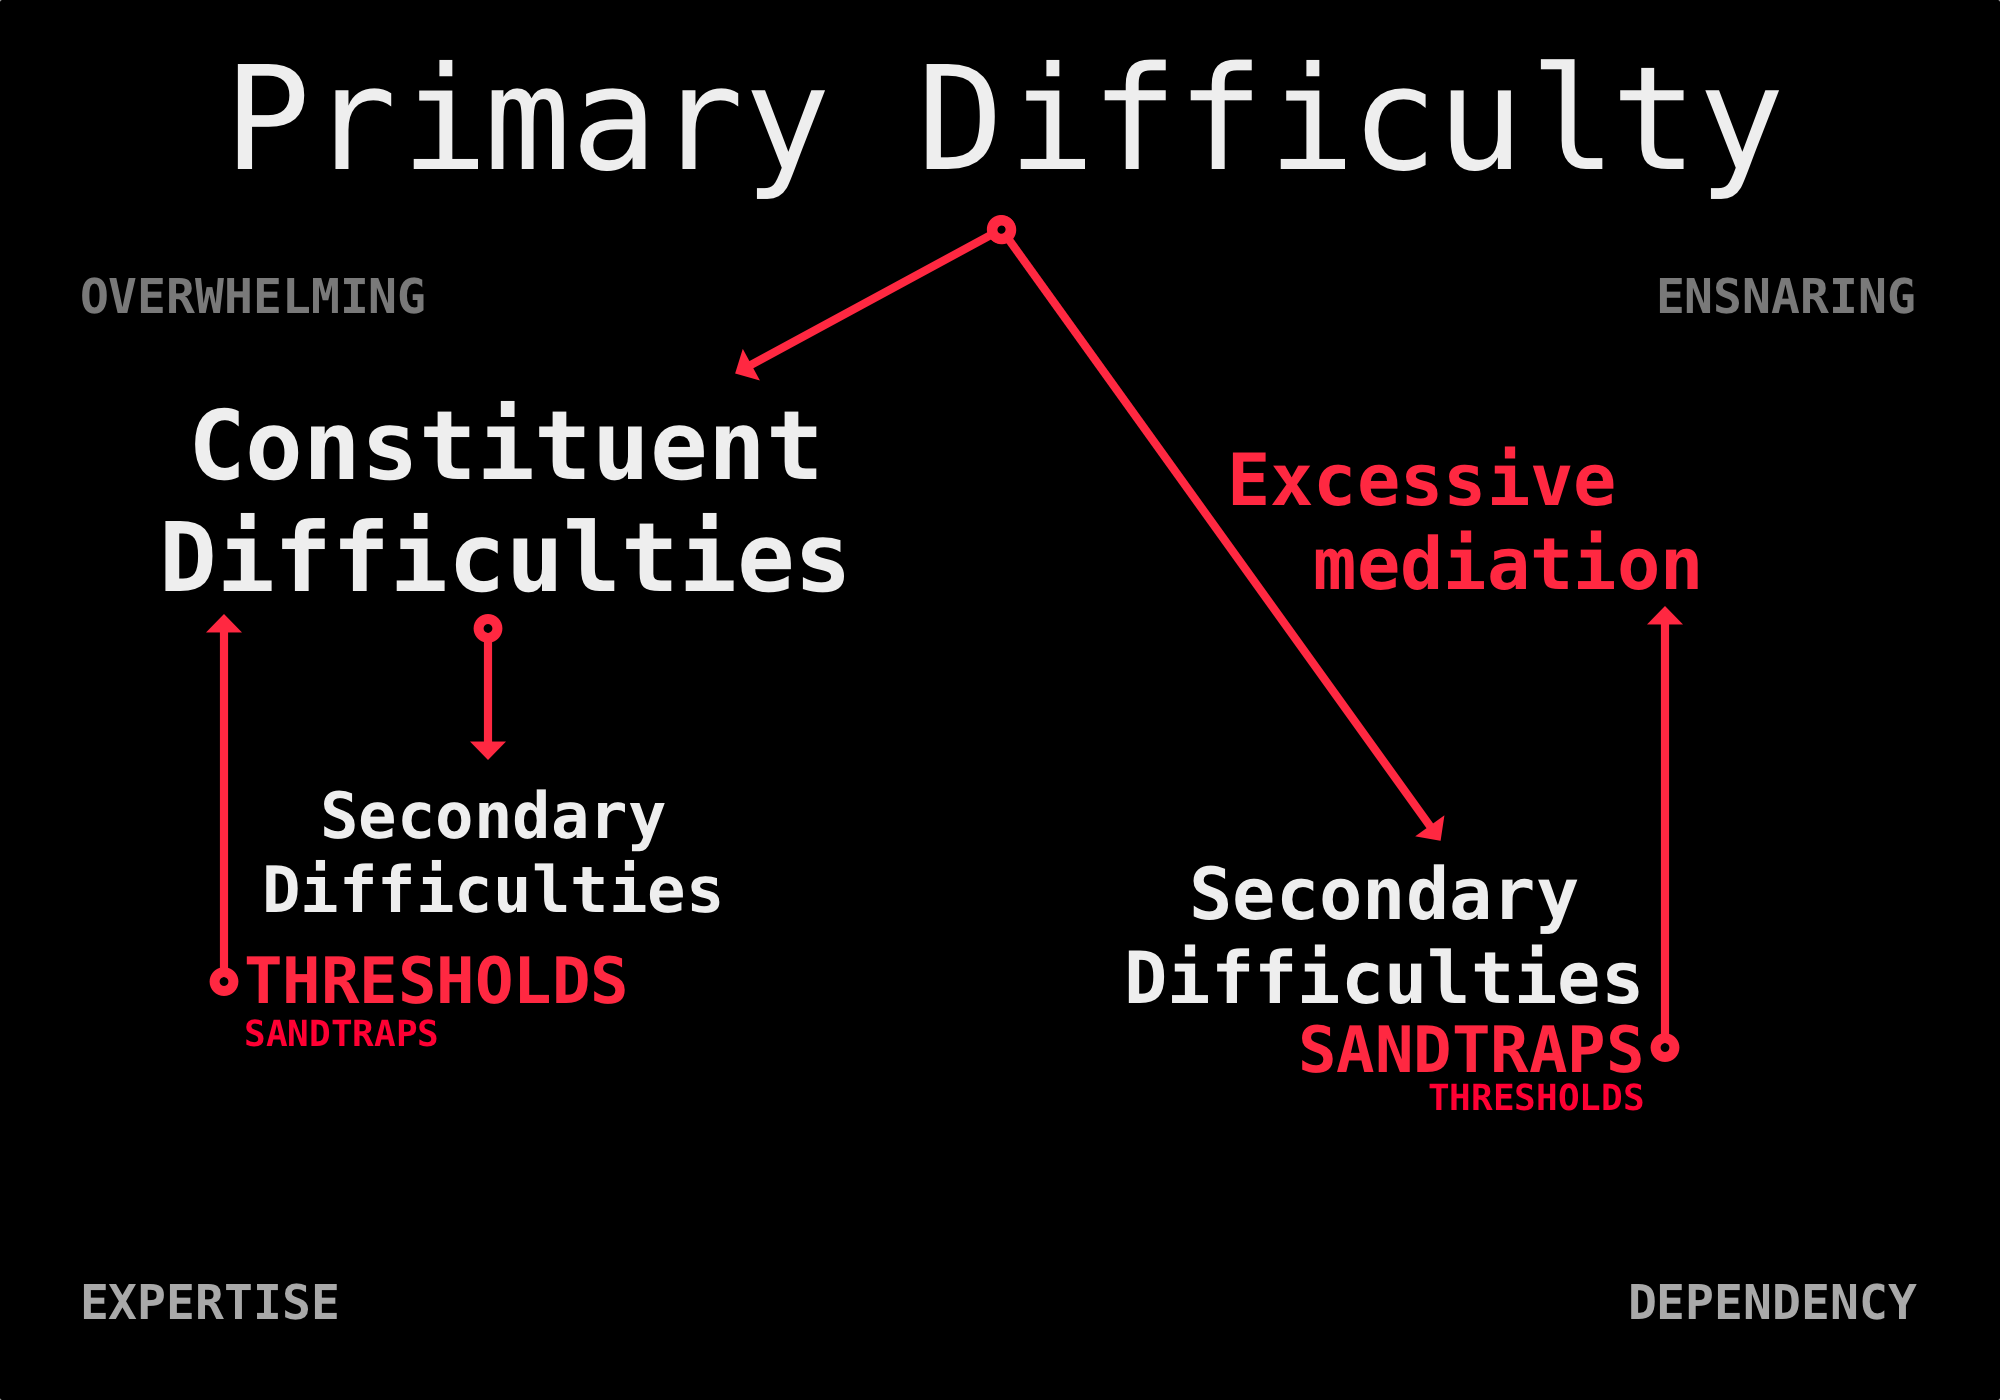 Primary Difficulty
OVERWHELMING
ENSNARING
Constituent
Difficulties
Excessive
mediation
Secondary
Difficulties
THRESHOLDS
SANDTRAPS
Secondary
Difficulties
SANDTRAPS
THRESHOLDS
EXPERTISE
DEPENDENCY